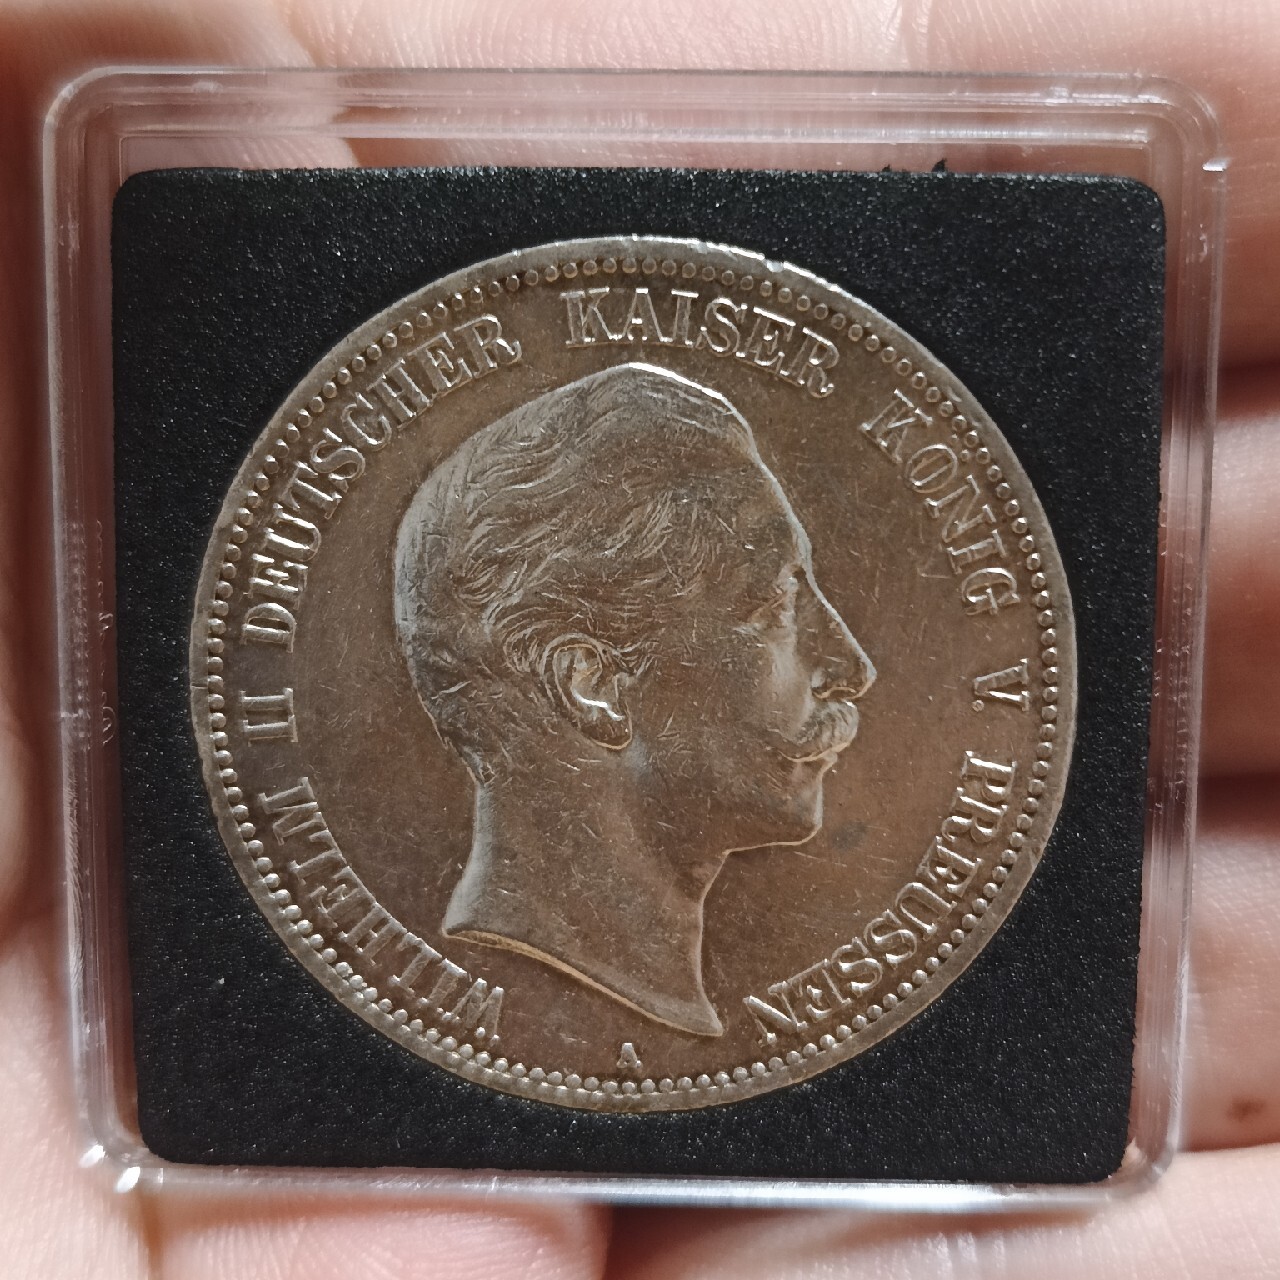 WILHELM II DEUTSCHER KAISER KÖNIG V. PREUSSEN
A